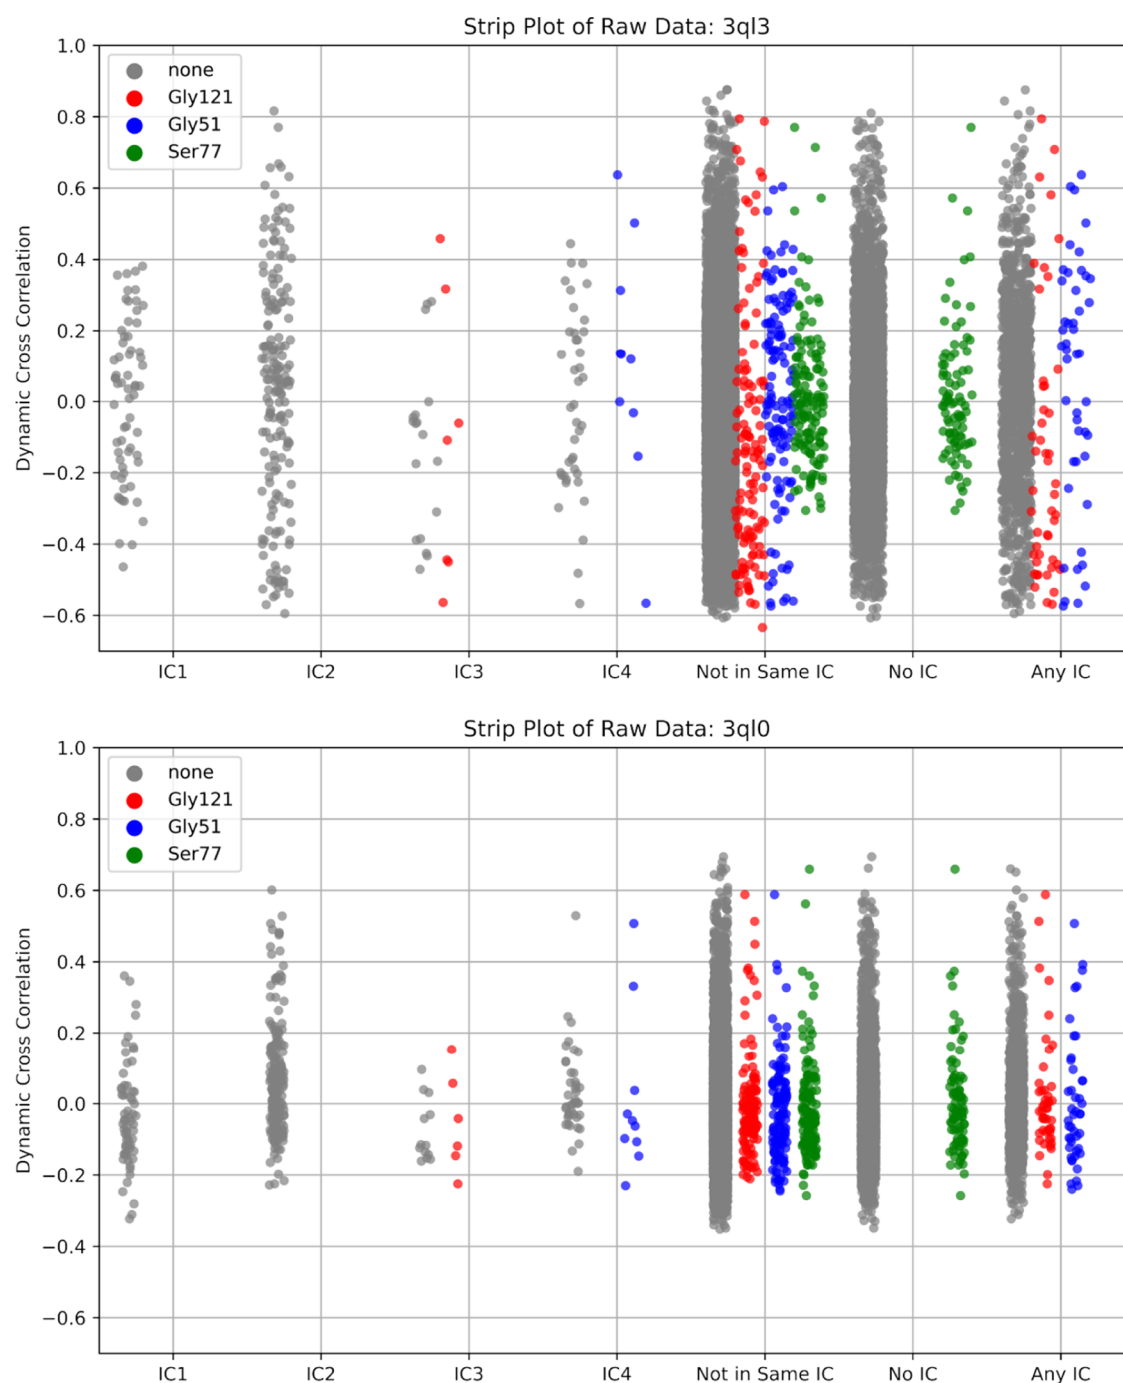 Strip Plot of Raw Data: 3ql3
1.0
0.8
0.6
0.4
0.2
0.0
−0.2
−0.4
−0.6
Dynamic Cross Correlation
none
Gly121
Gly51
Ser77
IC1 IC2 IC3 IC4 Not in Same IC No IC Any IC
Strip Plot of Raw Data: 3ql0
1.0
0.8
0.6
0.4
0.2
0.0
−0.2
−0.4
−0.6
Dynamic Cross Correlation
none
Gly121
Gly51
Ser77
IC1 IC2 IC3 IC4 Not in Same IC No IC Any IC